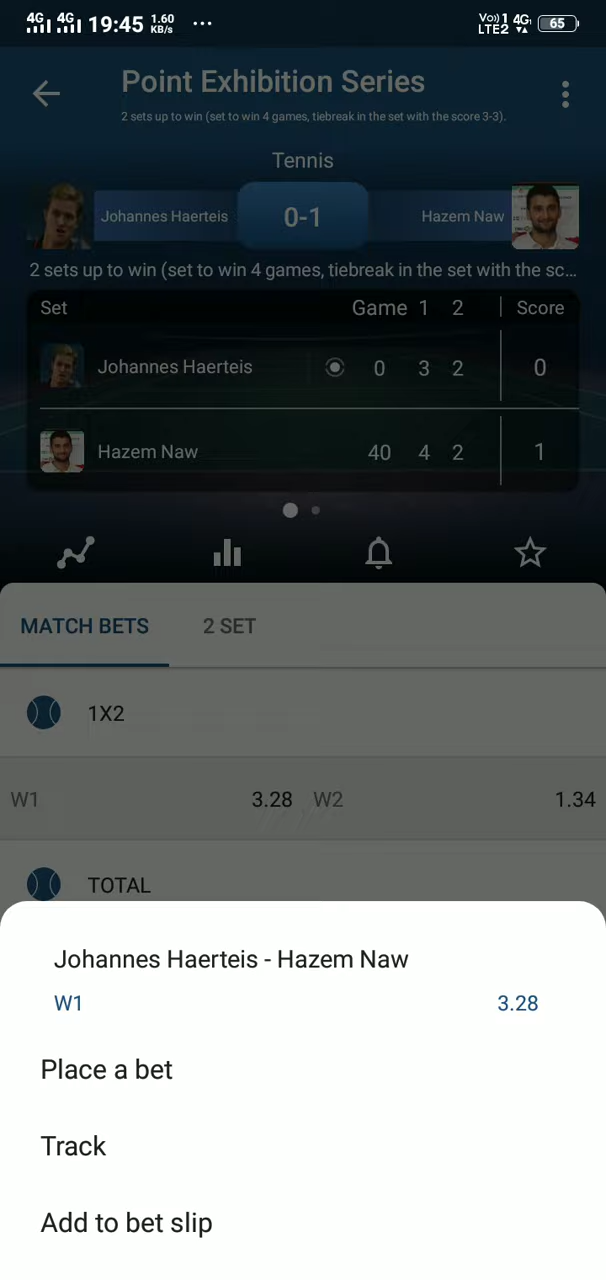 4G 4G 19:45 1.60 KB/s ... Vo)) 1 LTE2 4G 65
Point Exhibition Series
2 sets up to win (set to win 4 games, tiebreak in the set with the score 3-3).
Tennis
Johannes Haerteis 0-1 Hazem Naw
2 sets up to win (set to win 4 games, tiebreak in the set with the sc...
Set Game 1 2 Score
Johannes Haerteis 0 3 2 0
Hazem Naw 40 4 2 1
MATCH BETS 2 SET
1X2
W1 3.28 W2 1.34
TOTAL
Johannes Haerteis - Hazem Naw
W1 3.28
Place a bet
Track
Add to bet slip